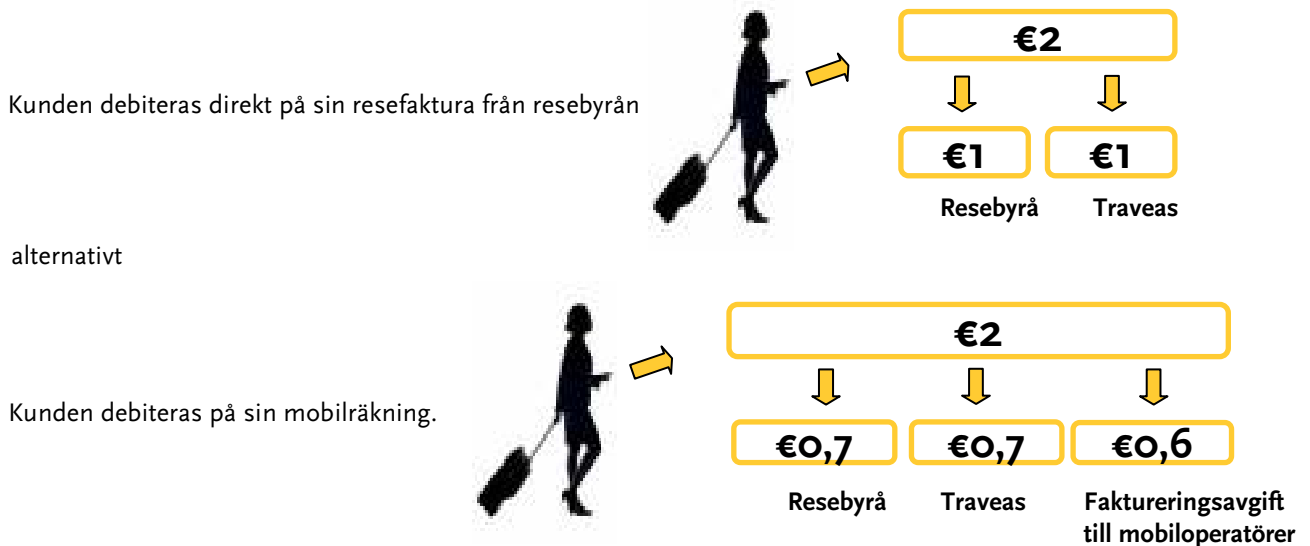 €2
Kunden debiteras direkt på sin resefaktura från resebyrån
€1 €1
Resebyrå Traveas
alternativt
€2
Kunden debiteras på sin mobilräkning.
€0,7 €0,7 €0,6
Resebyrå Traveas Faktureringsavgift
till mobiloperatörer